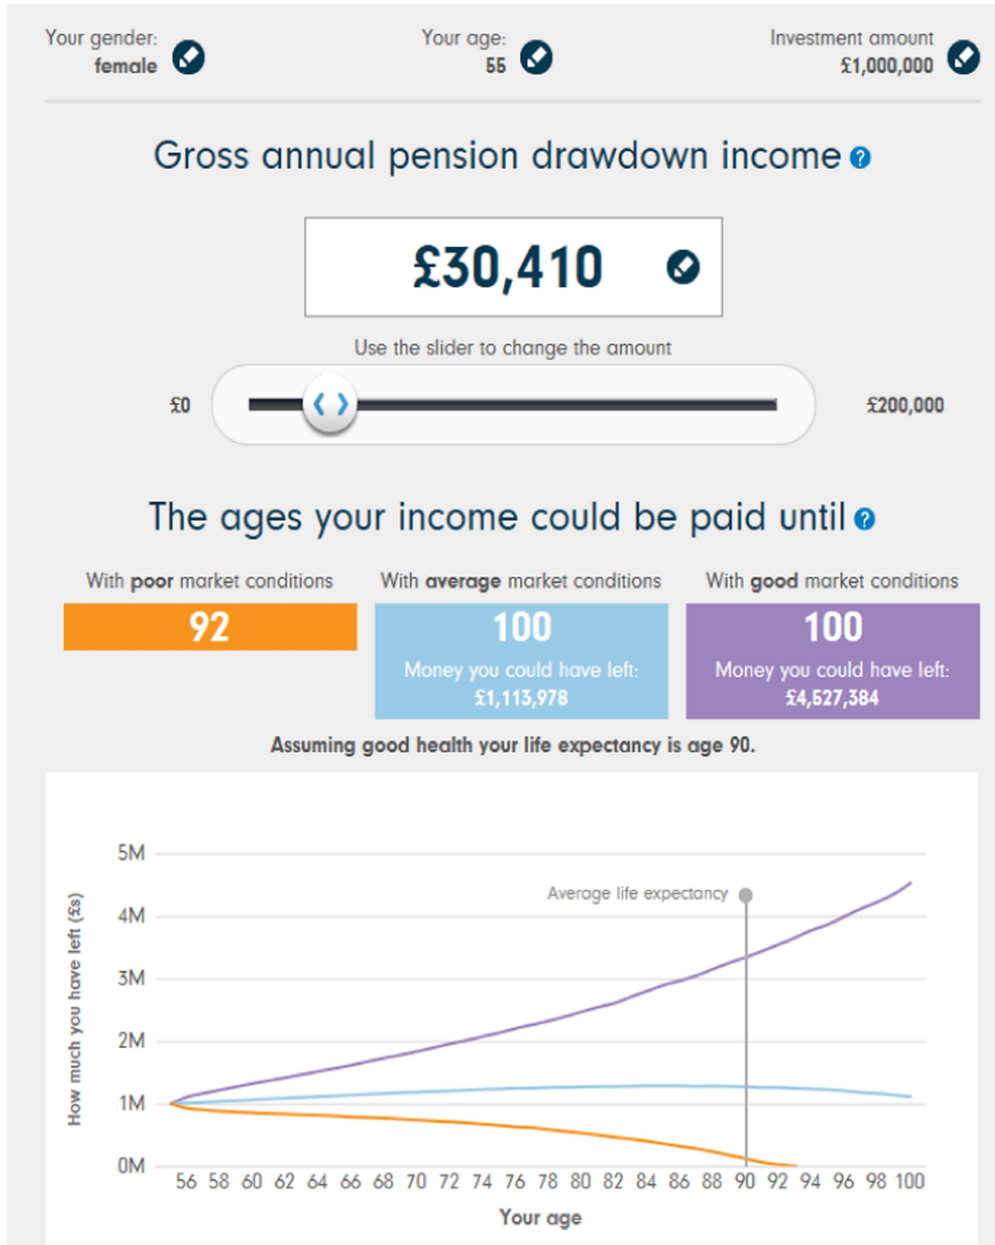 Your gender:
female
Your age:
55
Investment amount
£1,000,000
Gross annual pension drawdown income ?
£30,410
Use the slider to change the amount
£0
£200,000
The ages your income could be paid until ?
With poor market conditions
92
With average market conditions
100
Money you could have left:
£1,113,978
With good market conditions
100
Money you could have left:
£4,527,384
Assuming good health your life expectancy is age 90.
How much you have left (£s)
5M
4M
3M
2M
1M
0M
Average life expectancy
56 58 60 62 64 66 68 70 72 74 76 78 80 82 84 86 88 90 92 94 96 98 100
Your age